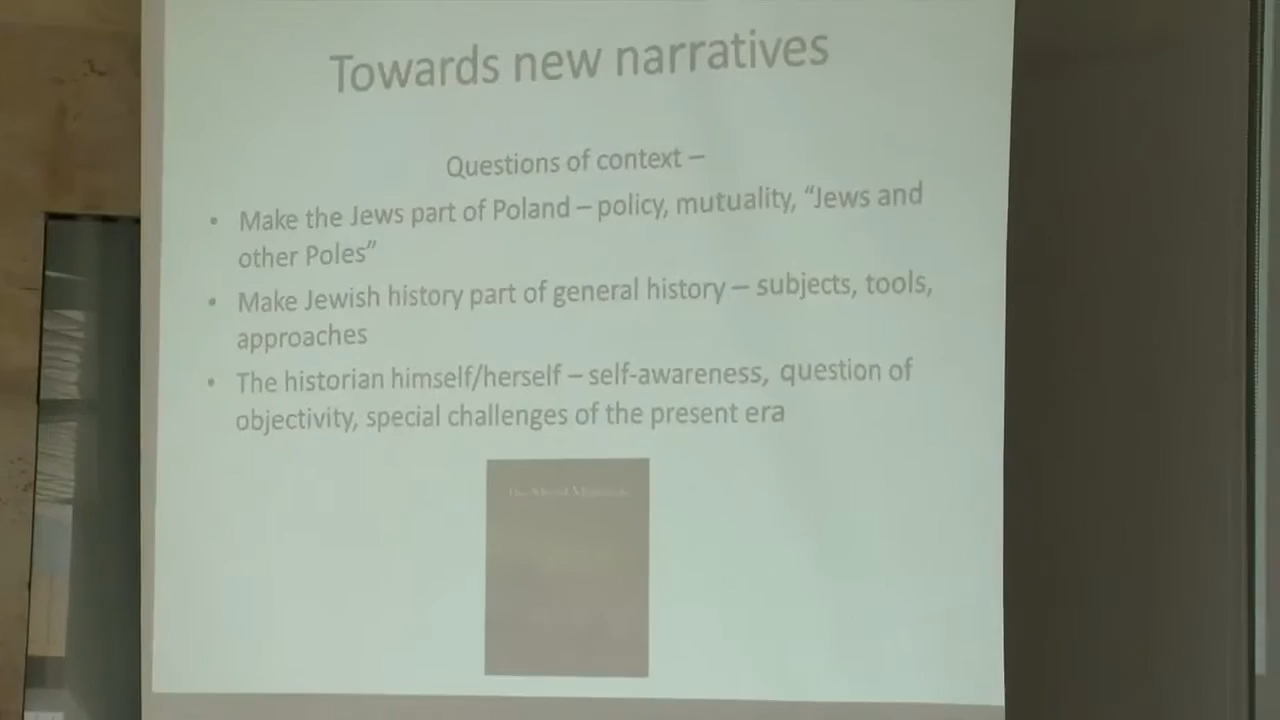 Towards new narratives
Questions of context –
• Make the Jews part of Poland – policy, mutuality, “Jews and
other Poles”
• Make Jewish history part of general history – subjects, tools,
approaches
• The historian himself/herself – self-awareness, question of
objectivity, special challenges of the present era